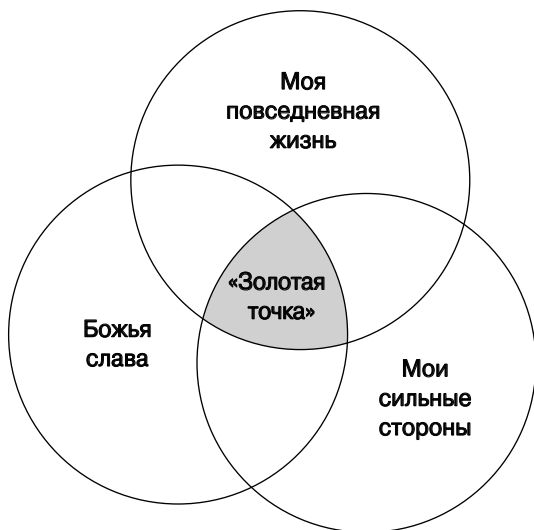 Моя
повседневная
жизнь
«Золотая
точка»
Божья
слава
Мои
сильные
стороны